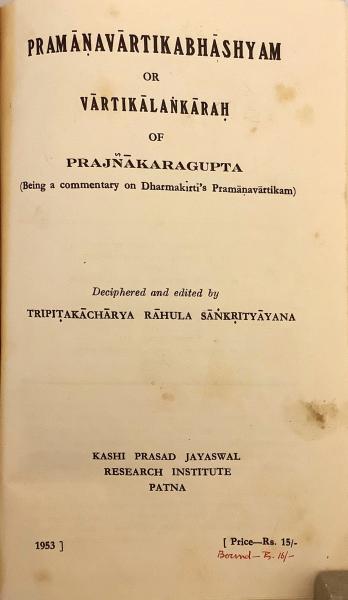 PRAMĀṆAVĀRTIKABHĀSHYAM
OR
VĀRTIKĀLAṄKĀRAḤ
OF
PRAJÑĀKARAGUPTA
(Being a commentary on Dharmakirti's Pramāṇavārtikam)
Deciphered and edited by
TRIPIṬAKĀCHĀRYA RĀHULA SĀṄKṚITYĀYANA
KASHI PRASAD JAYASWAL
RESEARCH INSTITUTE
PATNA
1953 ]
[ Price—Rs. 15/-
Bound—Rs. 16/-